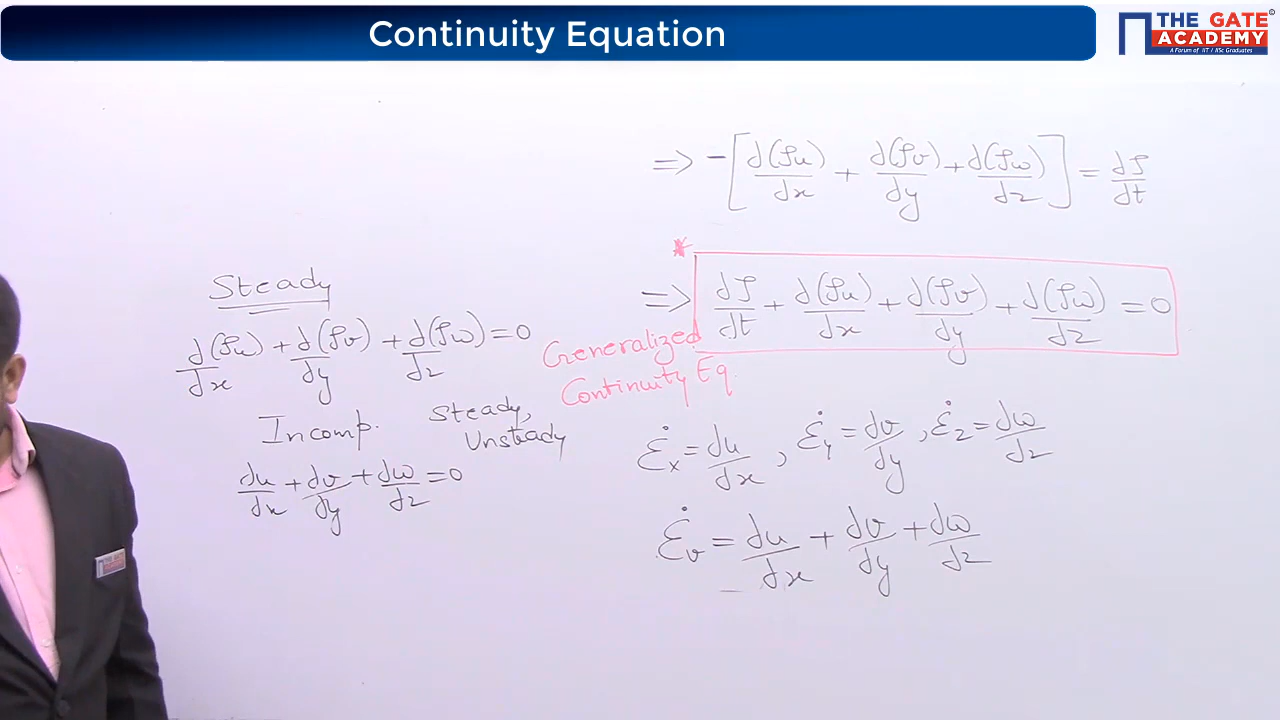 Continuity Equation
THE GATE
ACADEMY
A Forum of IIT / IISc Graduates
⇒ -[∂(ρu)/∂x + ∂(ρv)/∂y + ∂(ρw)/∂z] = ∂ρ/∂t
*
⇒ ∂ρ/∂t + ∂(ρu)/∂x + ∂(ρv)/∂y + ∂(ρw)/∂z = 0
Generalized
Continuity Eq.
Steady
∂(ρu)/∂x + ∂(ρv)/∂y + ∂(ρw)/∂z = 0
Incomp. Steady,
Unsteady
∂u/∂x + ∂v/∂y + ∂w/∂z = 0
ε̇x = ∂u/∂x , ε̇y = ∂v/∂y , ε̇z = ∂w/∂z
ε̇v = ∂u/∂x + ∂v/∂y + ∂w/∂z